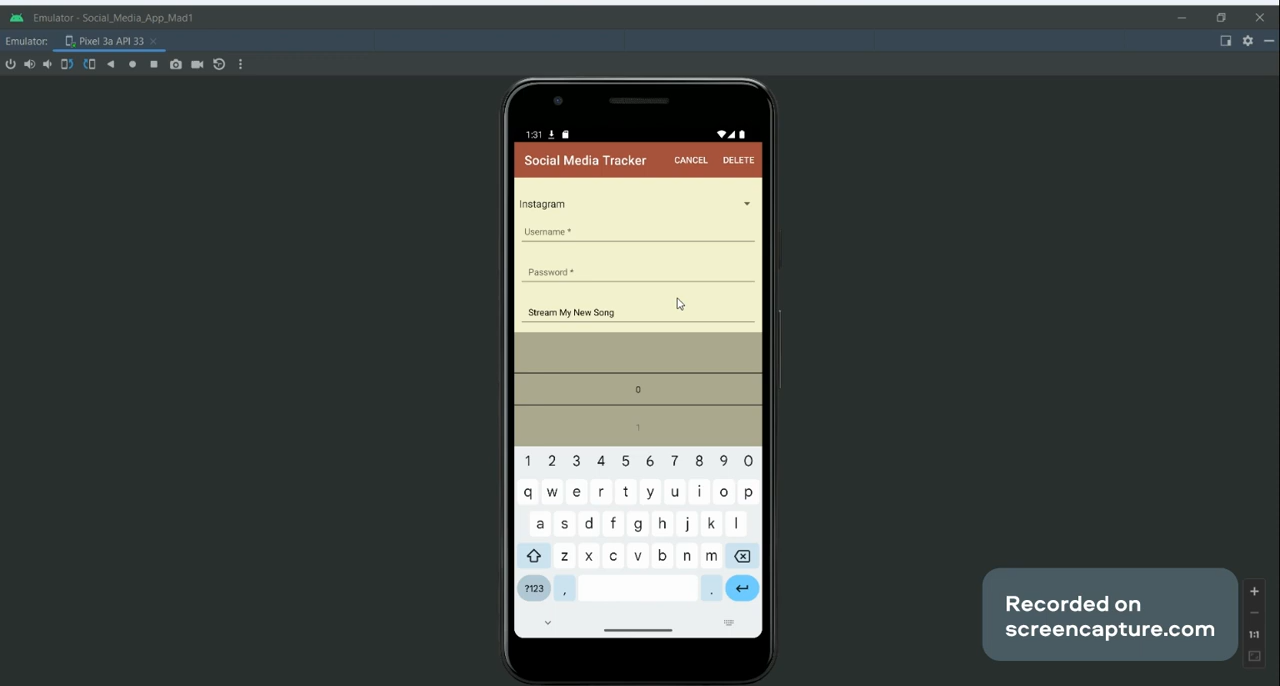 Emulator - Social_Media_App_Mad1
Emulator: Pixel 3a API 33
1:31
Social Media Tracker CANCEL DELETE
Instagram
Username *
Password *
Stream My New Song
0
1
1 2 3 4 5 6 7 8 9 0
q w e r t y u i o p
a s d f g h j k l
z x c v b n m
?123 , .
Recorded on
screencapture.com
1:1